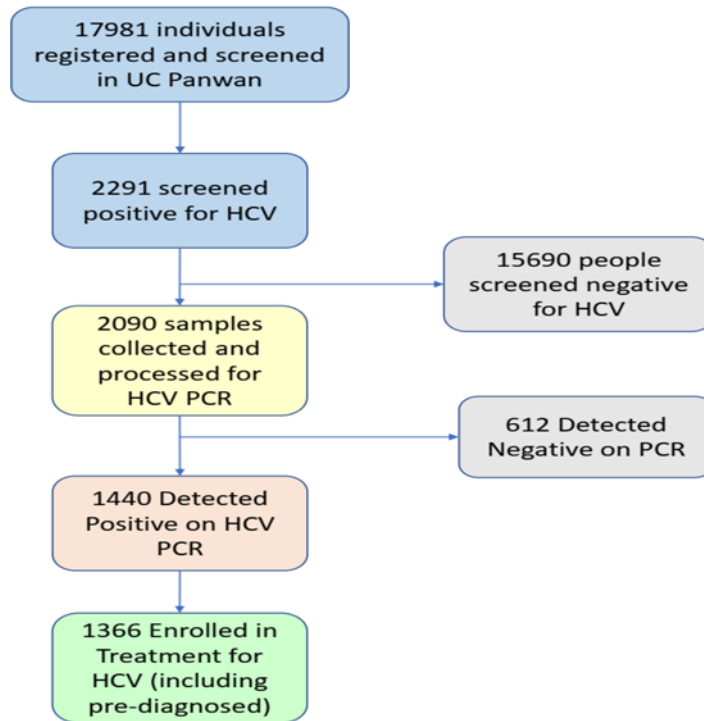 17981 individuals
registered and screened
in UC Panwan
2291 screened
positive for HCV
15690 people
screened negative
for HCV
2090 samples
collected and
processed for
HCV PCR
612 Detected
Negative on PCR
1440 Detected
Positive on HCV
PCR
1366 Enrolled in
Treatment for
HCV (including
pre-diagnosed)